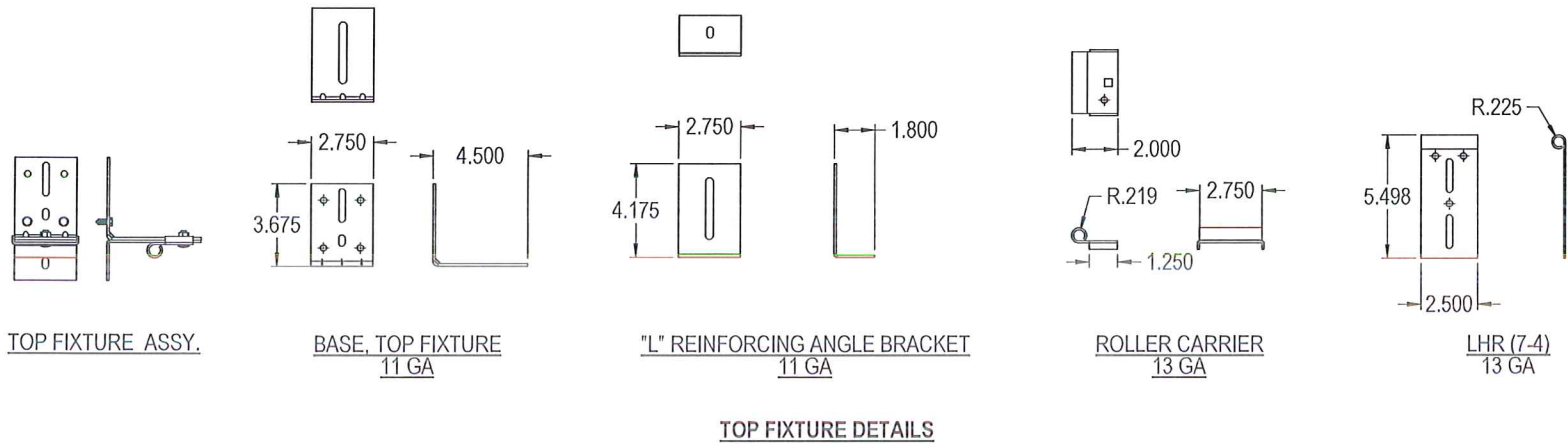 TOP FIXTURE ASSY.
2.750
4.500
3.675
BASE, TOP FIXTURE
11 GA
2.750
1.800
4.175
"L" REINFORCING ANGLE BRACKET
11 GA
2.000
R.219
2.750
1.250
ROLLER CARRIER
13 GA
R.225
5.498
2.500
LHR (7-4)
13 GA
TOP FIXTURE DETAILS